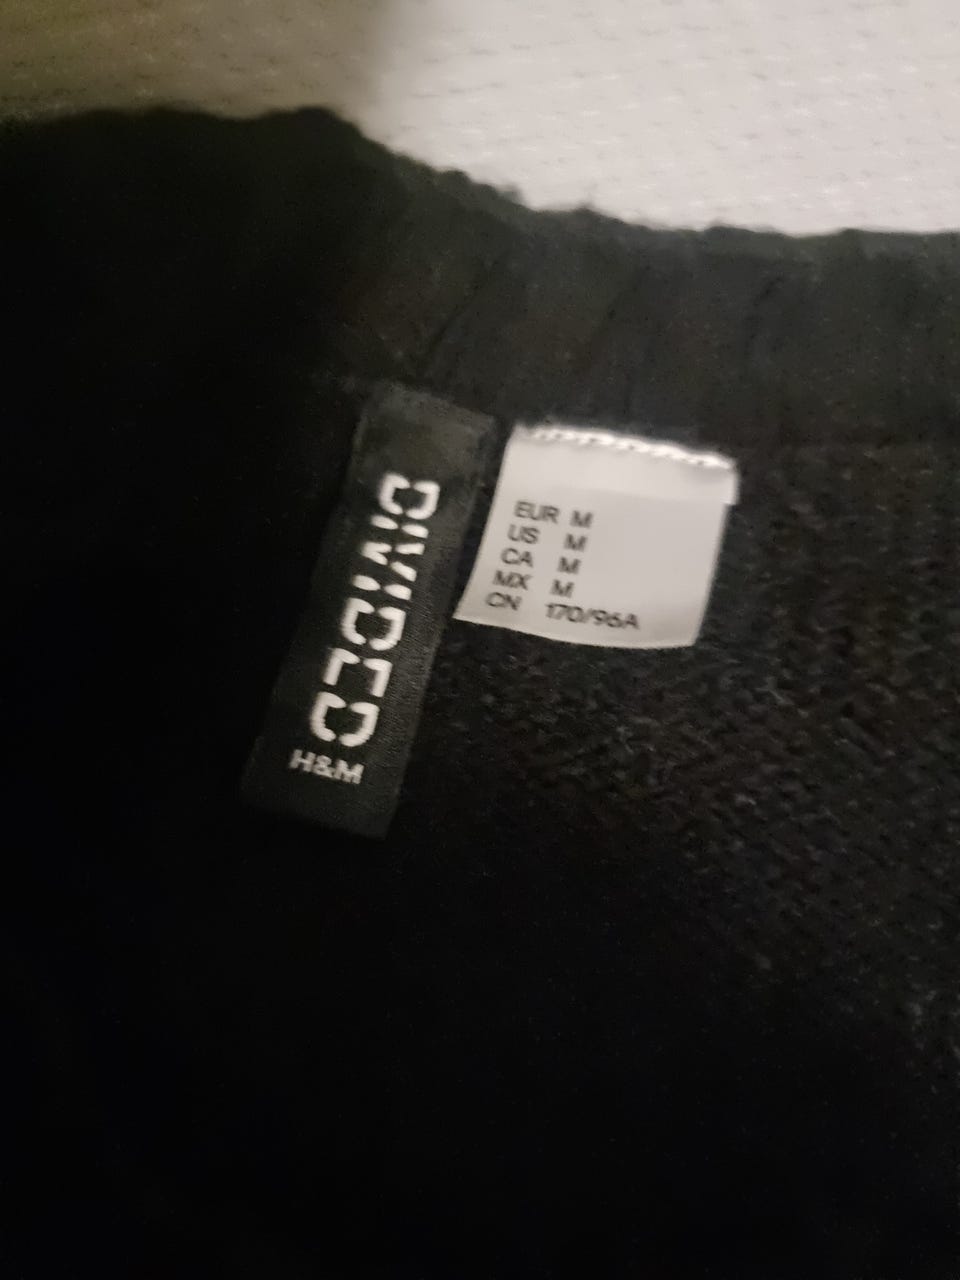 DIVIDED
H&M
EUR M
US M
CA M
MX M
CN 170/96A